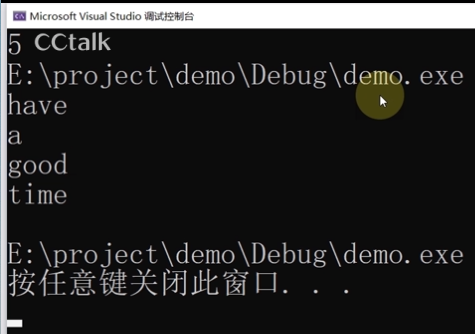 Microsoft Visual Studio 调试控制台
5 CCtalk
E:\project\demo\Debug\demo.exe
have
a
good
time
E:\project\demo\Debug\demo.exe
按任意键关闭此窗口. . .